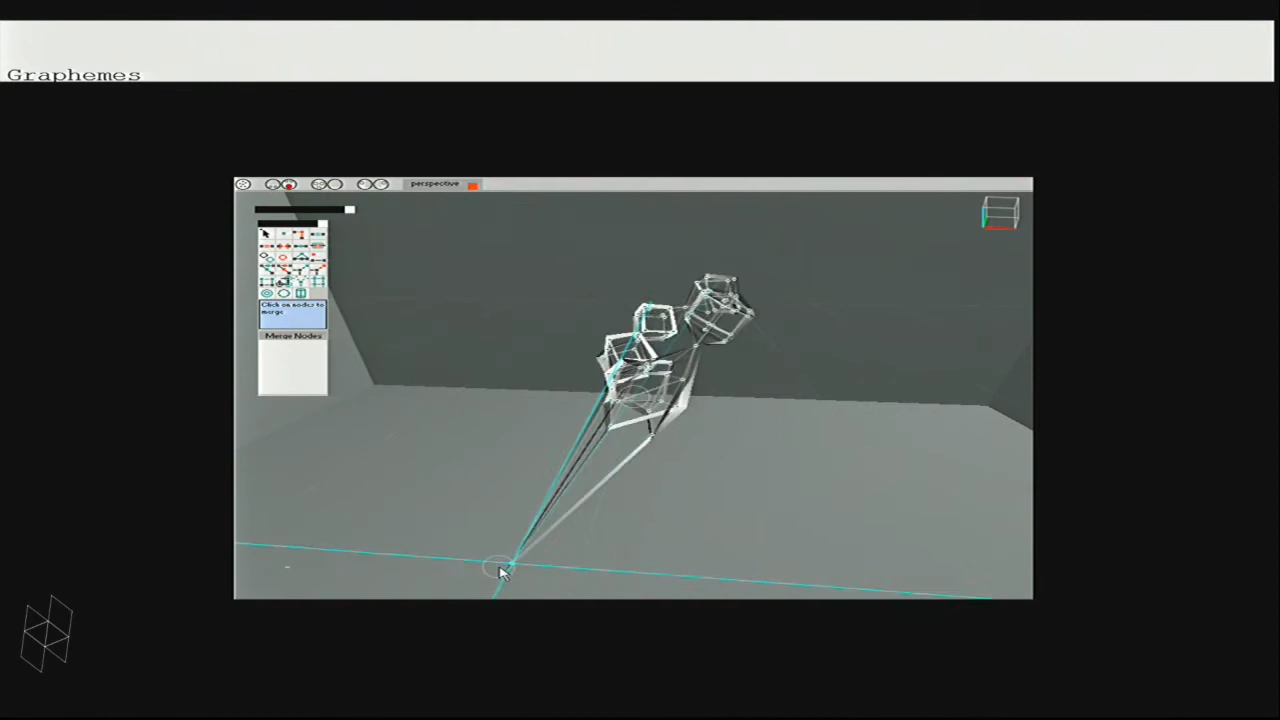 Graphemes
perspective
Click on nodes to
merge
Merge Nodes